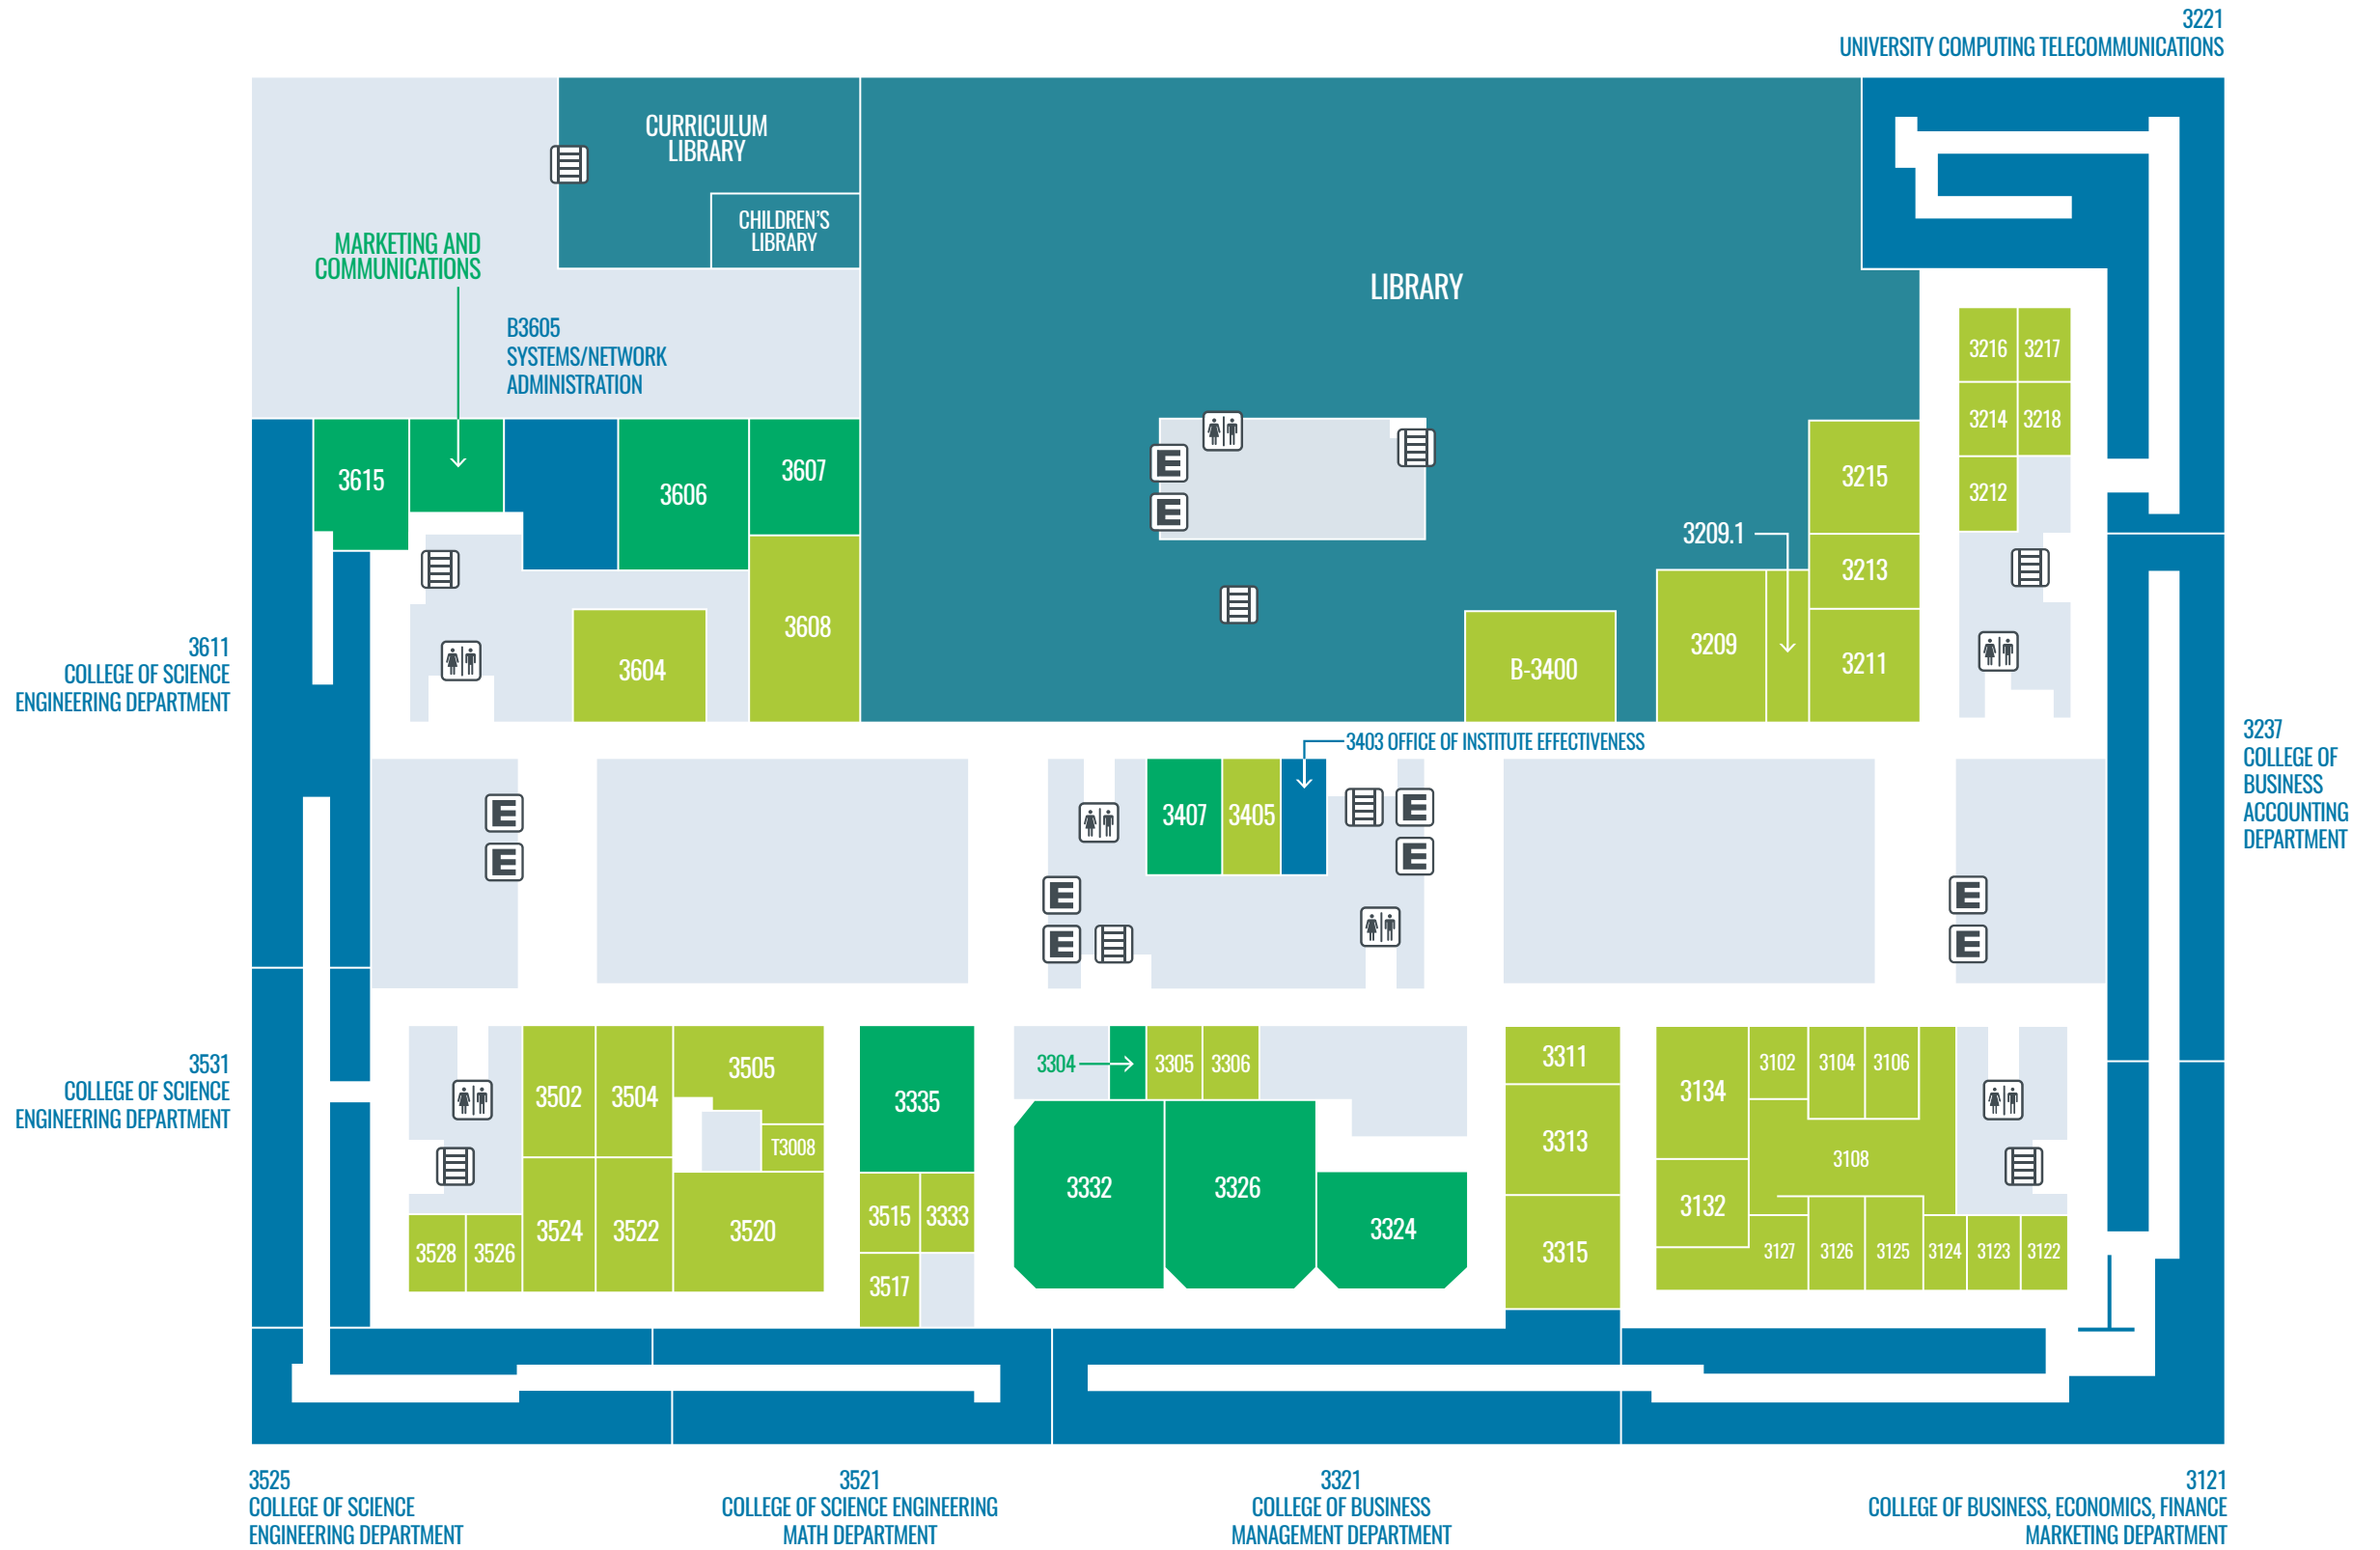 3221
UNIVERSITY COMPUTING TELECOMMUNICATIONS
CURRICULUM
LIBRARY
CHILDREN'S
LIBRARY
MARKETING AND
COMMUNICATIONS
LIBRARY
B3605
SYSTEMS/NETWORK
ADMINISTRATION
3216
3217
3214
3218
3212
3615
3606
3607
3608
3604
E
E
3215
3209.1
3213
3209
3211
B-3400
3611
COLLEGE OF SCIENCE
ENGINEERING DEPARTMENT
3403 OFFICE OF INSTITUTE EFFECTIVENESS
3237
COLLEGE OF
BUSINESS
ACCOUNTING
DEPARTMENT
E
E
3407
3405
E
E
E
E
E
E
3531
COLLEGE OF SCIENCE
ENGINEERING DEPARTMENT
3502
3504
3505
T3008
3528
3526
3524
3522
3520
3335
3515
3333
3517
3304
3305
3306
3332
3326
3324
3311
3313
3315
3134
3102
3104
3106
3108
3132
3127
3126
3125
3124
3123
3122
3525
COLLEGE OF SCIENCE
ENGINEERING DEPARTMENT
3521
COLLEGE OF SCIENCE ENGINEERING
MATH DEPARTMENT
3321
COLLEGE OF BUSINESS
MANAGEMENT DEPARTMENT
3121
COLLEGE OF BUSINESS, ECONOMICS, FINANCE
MARKETING DEPARTMENT